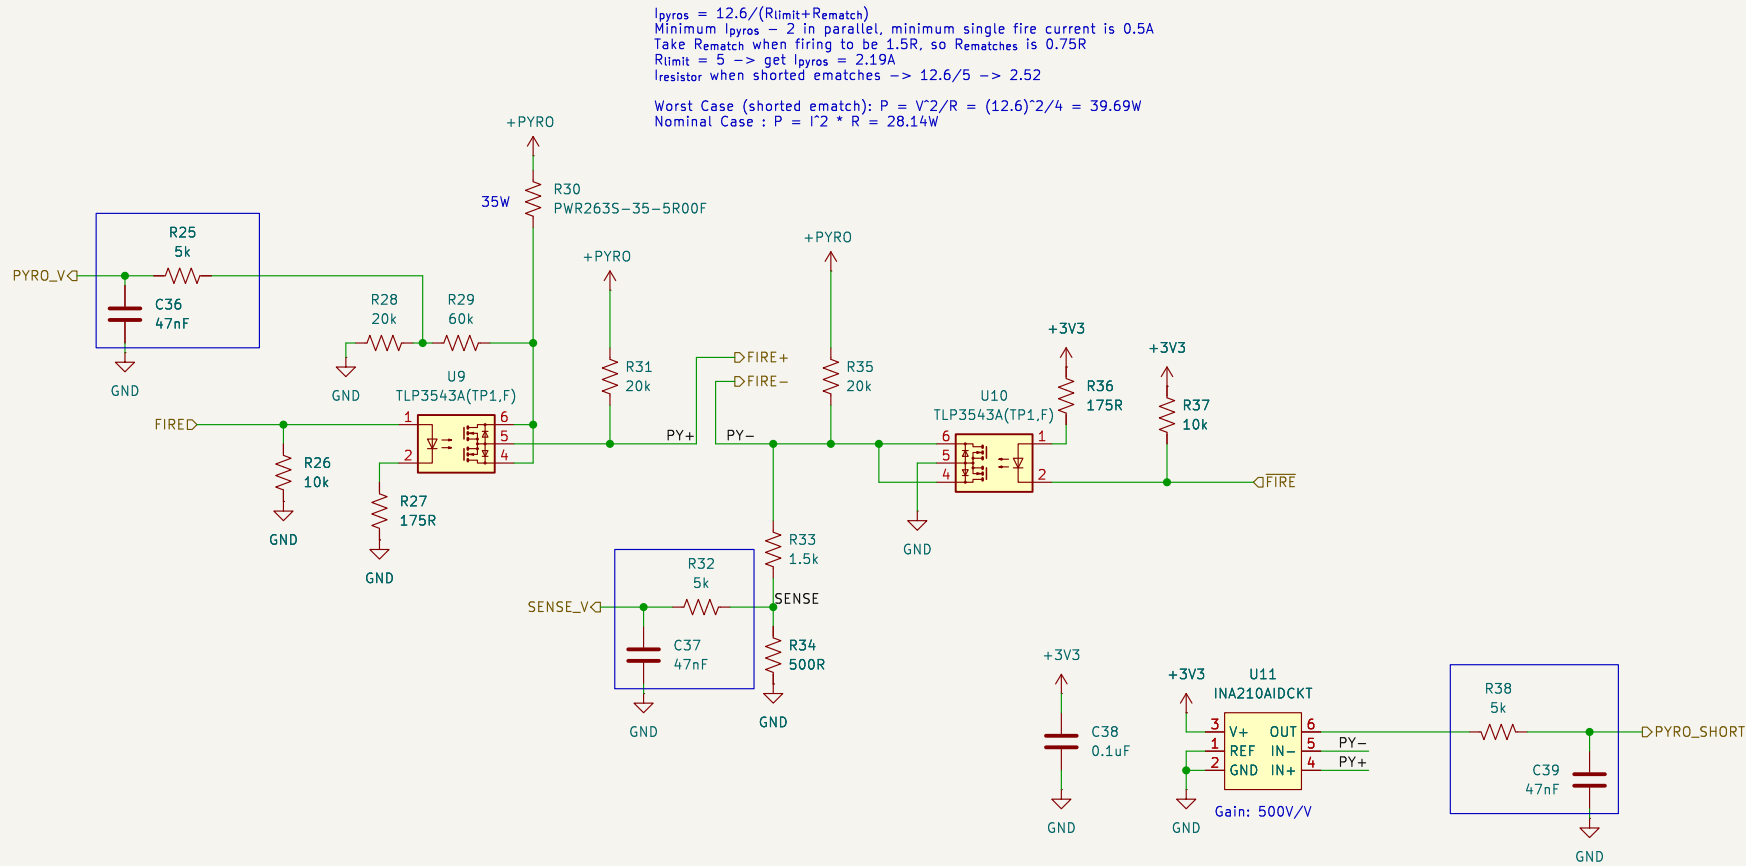 Ipyros = 12.6/(Rlimit+Rematch)
Minimum Ipyros - 2 in parallel, minimum single fire current is 0.5A
Take Rematch when firing to be 1.5R, so Rematches is 0.75R
Rlimit = 5 -> get Ipyros = 2.19A
Iresistor when shorted ematches -> 12.6/5 -> 2.52
Worst Case (shorted ematch): P = V^2/R = (12.6)^2/4 = 39.69W
Nominal Case : P = I^2 * R = 28.14W
+PYRO
R30
35W
PWR263S-35-5R00F
R25
5k
PYRO_V
C36
47nF
GND
R28
20k
R29
60k
GND
+PYRO
R31
20k
+PYRO
R35
20k
FIRE+
FIRE-
PY+
PY-
U9
TLP3543A(TP1,F)
FIRE
1
2
6
5
4
R26
10k
GND
R27
175R
GND
+3V3
R36
175R
+3V3
R37
10k
U10
TLP3543A(TP1,F)
6
5
4
1
2
FIRE
GND
R33
1.5k
SENSE
R32
5k
SENSE_V
C37
47nF
GND
R34
500R
GND
+3V3
C38
0.1uF
GND
+3V3
U11
INA210AIDCKT
3 V+ OUT 6
1 REF IN- 5 PY-
2 GND IN+ 4 PY+
GND
Gain: 500V/V
R38
5k
PYRO_SHORT
C39
47nF
GND